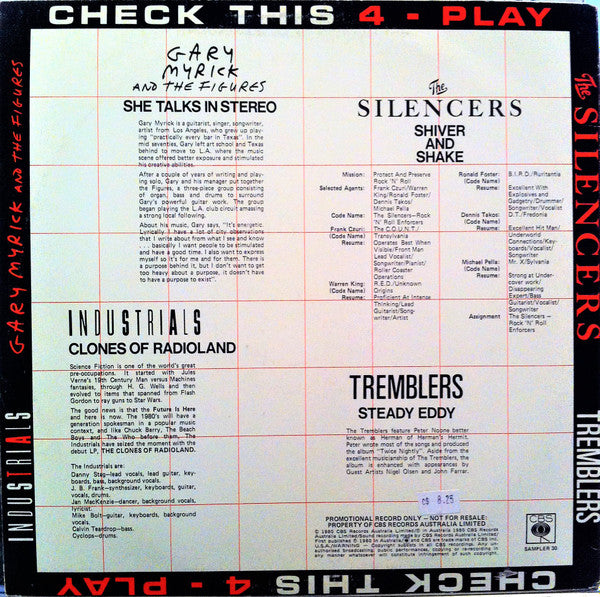 CHECK THIS 4 - PLAY
GARY
MYRICK
AND THE FIGURES
SHE TALKS IN STEREO
Gary Myrick is a guitarist, singer, songwriter,
artist from Los Angeles, who grew up play-
ing "practically every bar in Texas". In the
mid seventies, Gary left art school and Texas
behind to move to L.A. where the music
scene offered better exposure and stimulated
his creative abilities.
After a couple of years of writing and play-
ing solo, Gary and his manager put together
the Figures, a three-piece group consisting
of organ, bass and drums to surround
Gary's powerful guitar work. The group
began playing the L.A. club circuit amassing
a strong local following.
About his music, Gary says, "It's energetic.
Lyrically I have a lot of city observations
that I write about from what I see and know
... basically I want people to be stimulated
and have a good time. I also want to express
myself so it's for me and for them. There is
a purpose behind it, but I don't want to get
too heavy about a purpose, it doesn't have
to have a purpose to exist".
INDUSTRIALS
CLONES OF RADIOLAND
Science Fiction is one of the world's great
pre-occupations. It started with Jules
Verne's 19th Century Man versus Machines
fantasies, through H. G. Wells and then
evolved to items that spanned from Flash
Gordon to ray guns to Star Wars.
The good news is that the Future is Here
and here is now. The 1980's will have a
generation spokesman in a popular music
context, and like Chuck Berry, The Beach
Boys and The Who before them, The
Industrials have seized the moment with the
debut LP, THE CLONES OF RADIOLAND.
The Industrials are:
Danny Stag—lead vocals, lead guitar, key-
boards, bass, background vocals.
J. B. Frank—synthesizer, keyboards, guitar,
vocals, drums.
Jan MacKenzie—dancer, background vocals,
lyricist.
Mike Bolt—guitar, keyboards, background
vocals.
Calvin Teardrop—bass.
Cyclops—drums.
The
SILENCERS
SHIVER
AND
SHAKE
Mission: Protect And Preserve
Rock 'N' Roll
Selected Agents: Frank Czuri/Warren
King/Ronald Foster/
Dennis Takos/
Michael Pella
Code Name: The Silencers—Rock
'N' Roll Enforcers
Frank Czuri: The C.O.U.N.T./
(Code Name) Transylvania
Resume: Operates Best When
Visible/Front Man
Lead Vocalist/
Songwriter/Pianist/
Roller Coaster
Operations
Warren King: R.E.D./Unknown
(Code Name) Origins
Resume: Proficient At Intense
Thinking/Lead
Guitarist/Song-
writer/Artist
Ronald Foster: B.I.R.D./Ruritantia
(Code Name)
Resume: Excellent With
Explosives and
Gadgetry/Drummer/
Songwriter/Vocalist
Dennis Takos: D.T./Fredonia
(Code Name)
Resume: Excellent Hit Man/
Underworld
Connections/Key-
boards/Vocalist/
Songwriter
Michael Pella: Mr. X/Sylvania
(Code Name)
Resume: Strong at Under-
cover work/
Disappearing
Expert/Bass
Guitarist/Vocalist/
Songwriter
Assignment The Silencers —
Rock 'N' Roll
Enforcers
TREMBLERS
STEADY EDDY
The Tremblers feature Peter Noone better
known as Herman of Herman's Hermit.
Peter wrote most of the songs and produced
the album "Twice Nightly". Aside from the
excellent musicianship of The Tremblers, the
album is enhanced with appearances by
Guest Artists Nigel Olsen and John Farrar.
PROMOTIONAL RECORD ONLY — NOT FOR RESALE:
PROPERTY OF CBS RECORDS AUSTRALIA LIMITED
CBS
SAMPLER 30
GARY MYRICK AND THE FIGURES
INDUSTRIALS
The SILENCERS
TREMBLERS
CHECK THIS 4 - PLAY